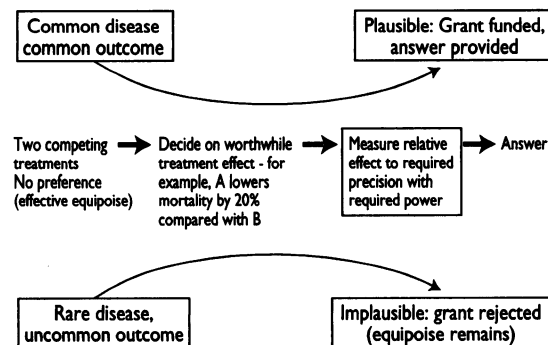 Common disease
common outcome
Plausible: Grant funded,
answer provided
Two competing
treatments
No preference
(effective equipoise)
Decide on worthwhile
treatment effect - for
example, A lowers
mortality by 20%
compared with B
Measure relative
effect to required
precision with
required power
Answer
Rare disease,
uncommon outcome
Implausible: grant rejected
(equipoise remains)